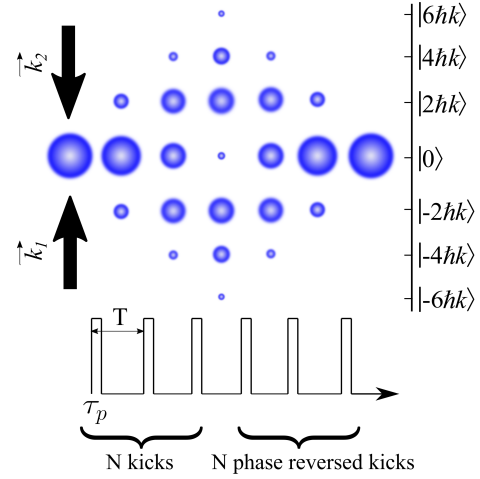 k₂
|6ħk⟩
|4ħk⟩
|2ħk⟩
|0⟩
k₁
|-2ħk⟩
|-4ħk⟩
|-6ħk⟩
T
τₚ
N kicks
N phase reversed kicks